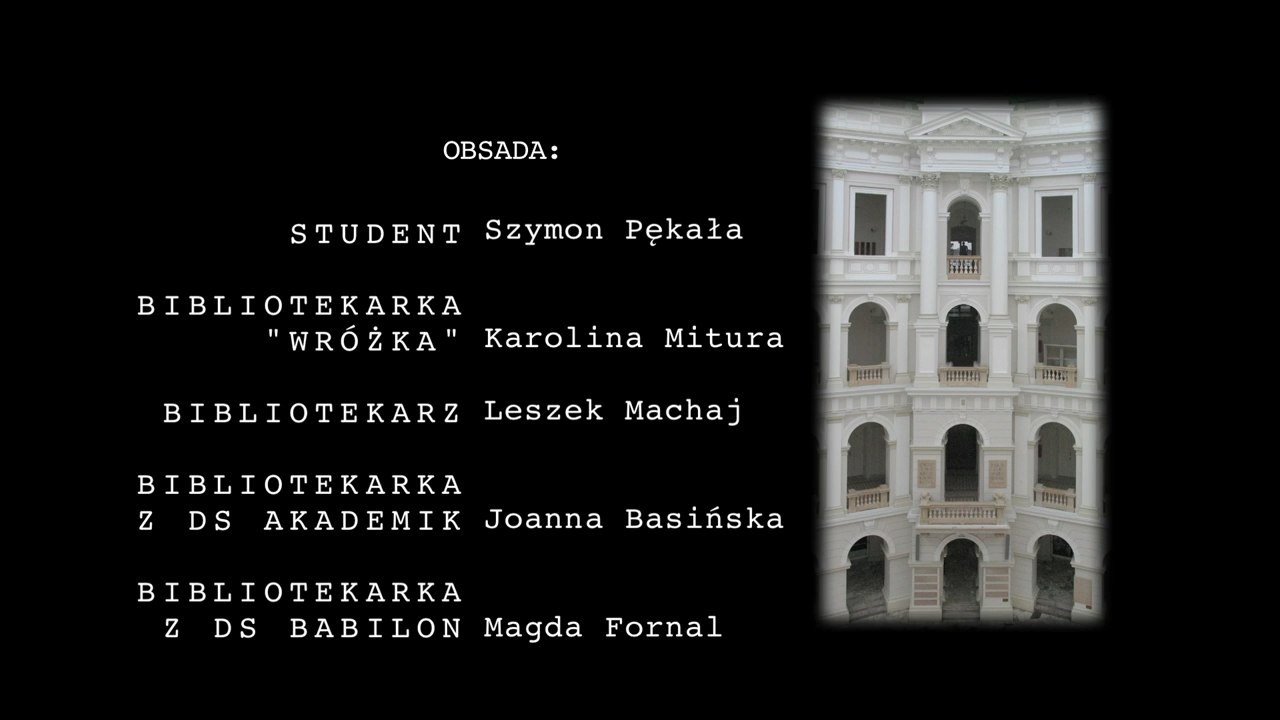 OBSADA:
STUDENT Szymon Pękała
BIBLIOTEKARKA
"WRÓŻKA" Karolina Mitura
BIBLIOTEKARZ Leszek Machaj
BIBLIOTEKARKA
Z DS AKADEMIK Joanna Basińska
BIBLIOTEKARKA
Z DS BABILON Magda Fornal